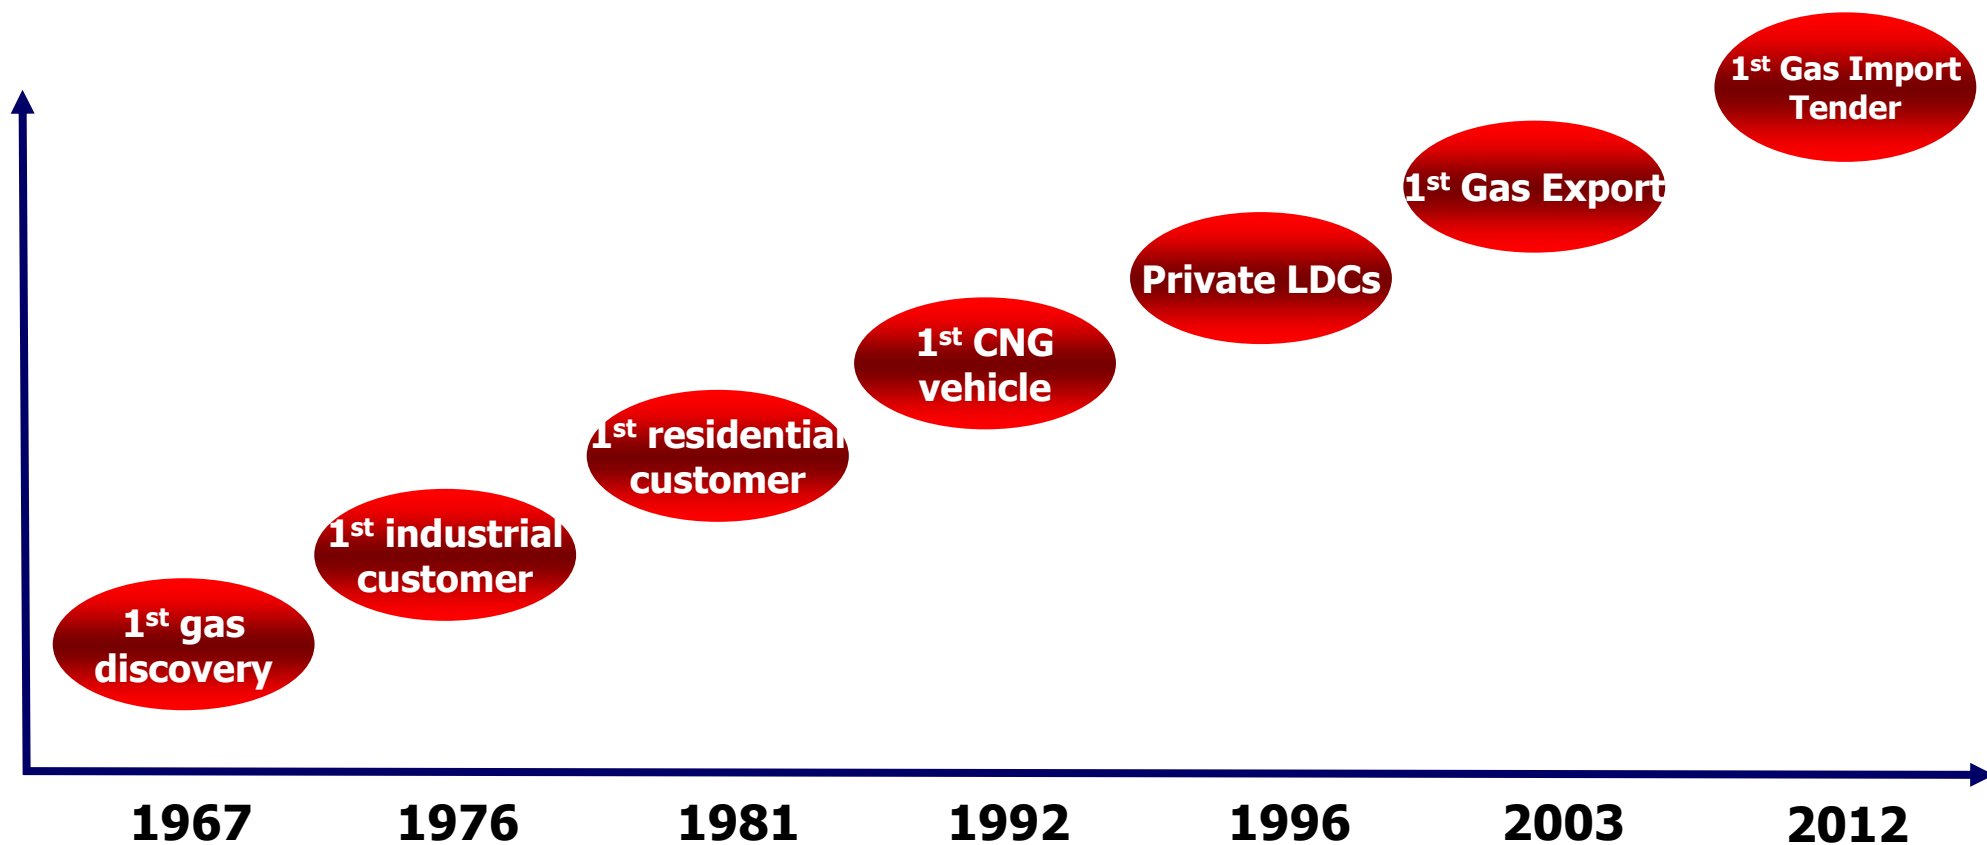 1st Gas Import
Tender
1st Gas Export
Private LDCs
1st CNG
vehicle
1st residential
customer
1st industrial
customer
1st gas
discovery
1967
1976
1981
1992
1996
2003
2012